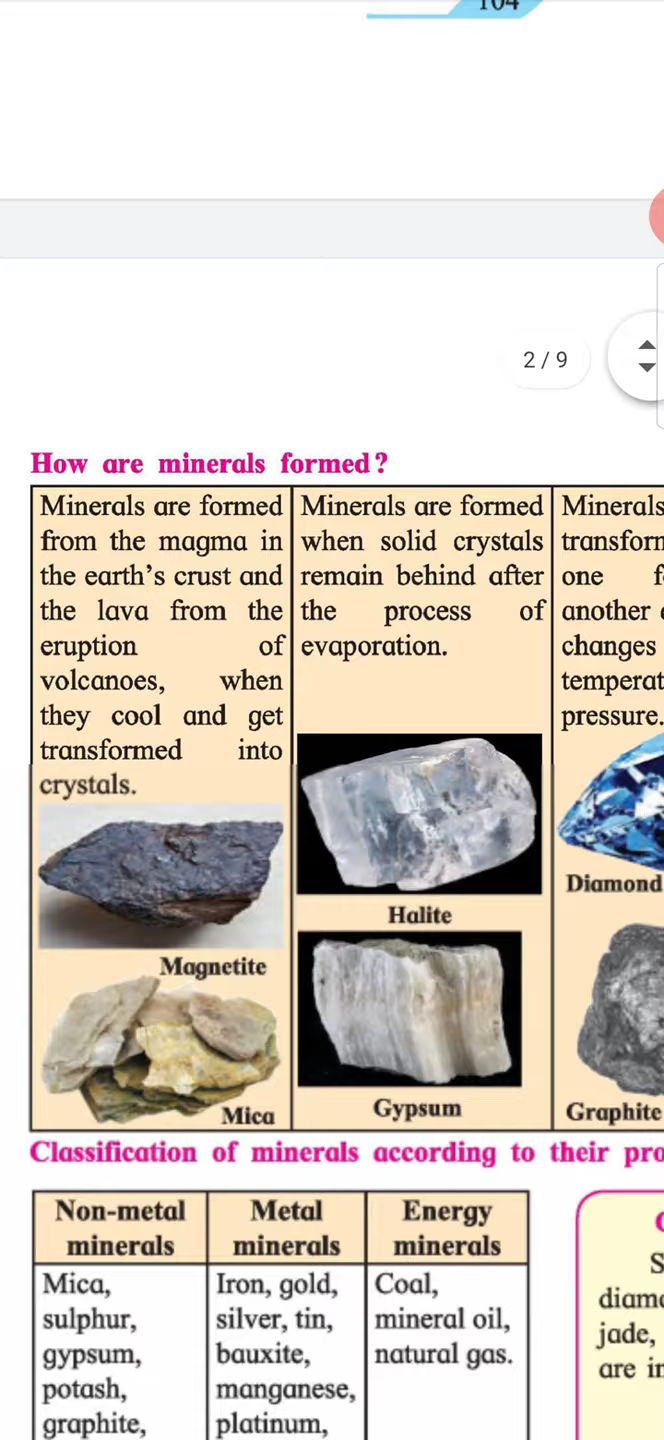 104
2 / 9
How are minerals formed?
Minerals are formed
from the magma in
the earth's crust and
the lava from the
eruption of
volcanoes, when
they cool and get
transformed into
crystals.
Magnetite
Mica
Minerals are formed
when solid crystals
remain behind after
the process of
evaporation.
Halite
Gypsum
Minerals
one
another
changes
pressure.
Diamond
Graphite
Classification of minerals according to their
Non-metal
minerals
Mica,
sulphur,
gypsum,
potash,
graphite,
Metal
minerals
Iron, gold,
silver, tin,
bauxite,
manganese,
platinum,
Energy
minerals
Coal,
mineral oil,
natural gas.
jade,
are